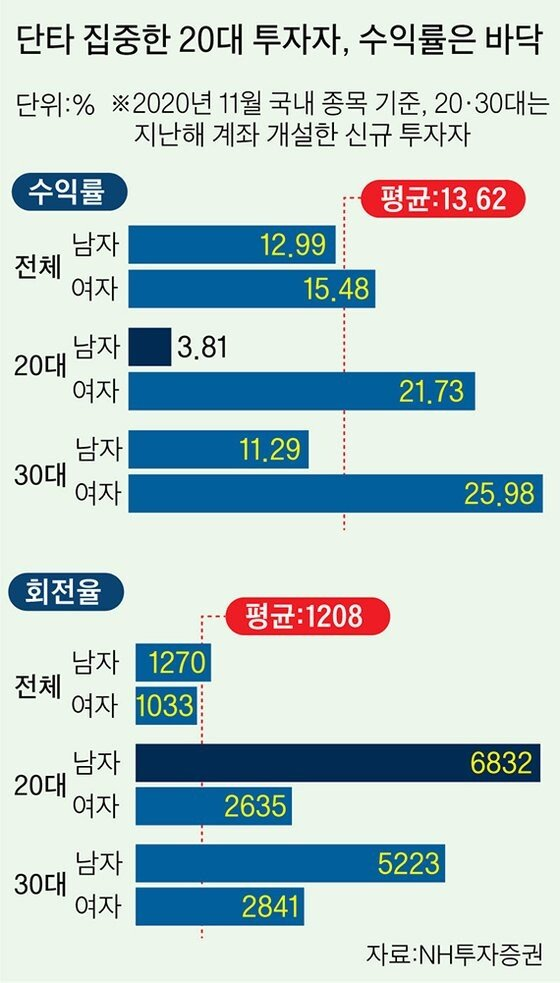 단타 집중한 20대 투자자, 수익률은 바닥
단위:% ※2020년 11월 국내 종목 기준, 20·30대는
지난해 계좌 개설한 신규 투자자
수익률
평균:13.62
전체
남자 12.99
여자 15.48
20대
남자 3.81
여자 21.73
30대
남자 11.29
여자 25.98
회전율
평균:1208
전체
남자 1270
여자 1033
20대
남자 6832
여자 2635
30대
남자 5223
여자 2841
자료:NH투자증권